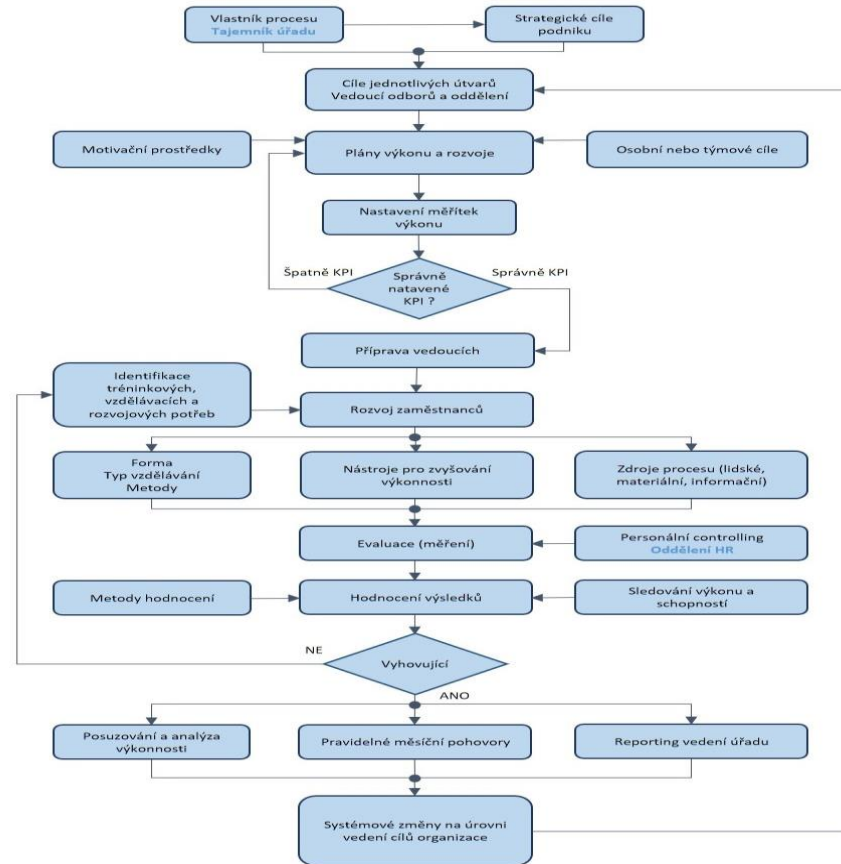 Vlastník procesu
Tajemník úřadu
Strategické cíle
podniku
Cíle jednotlivých útvarů
Vedoucí odborů a oddělení
Motivační prostředky
Plány výkonu a rozvoje
Osobní nebo týmové cíle
Nastavení měřítek
výkonu
Špatně KPI
Správně
natavené
KPI ?
Správně KPI
Příprava vedoucích
Identifikace
tréninkových,
vzdělávacích a
rozvojových potřeb
Rozvoj zaměstnanců
Forma
Typ vzdělávání
Metody
Nástroje pro zvyšování
výkonnosti
Zdroje procesu (lidské,
materiální, informační)
Evaluace (měření)
Personální controlling
Oddělení HR
Metody hodnocení
Hodnocení výsledků
Sledování výkonu a
schopností
NE
Vyhovující
ANO
Posuzování a analýza
výkonnosti
Pravidelné měsíční pohovory
Reporting vedení úřadu
Systémové změny na úrovni
vedení cílů organizace